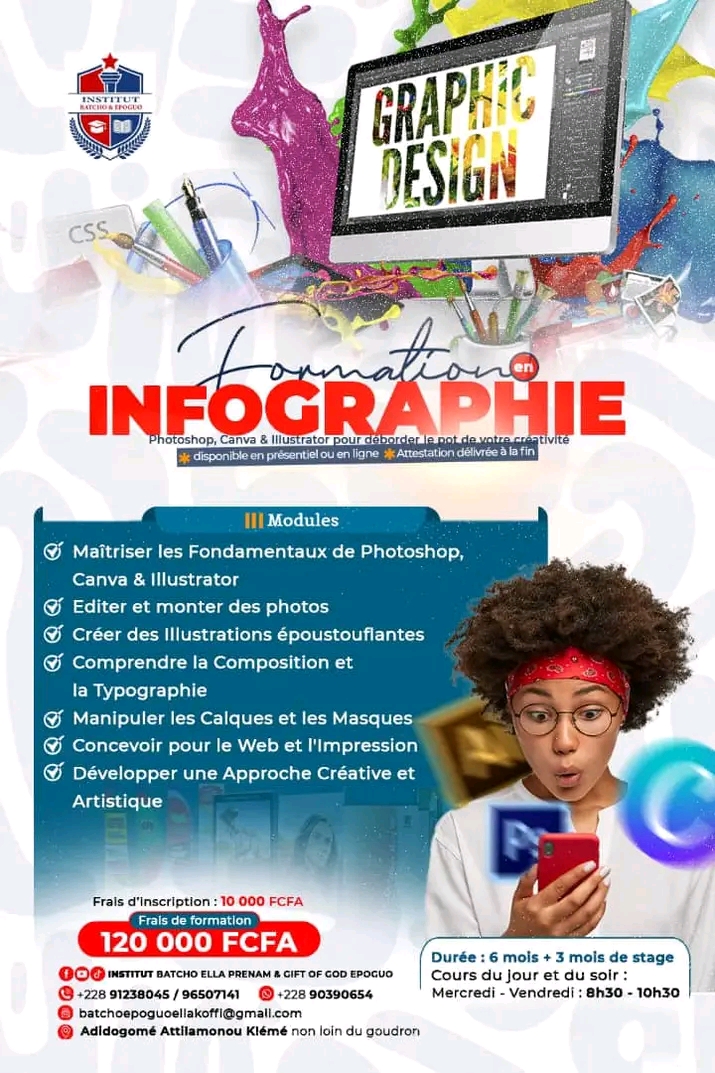 INSTITUT
BATCHO & EPOGUO
GRAPHIC
DESIGN
CSS
Formation en
INFOGRAPHIE
Photoshop, Canva & Illustrator pour déborder le pot de votre créativité
disponible en présentiel ou en ligne Attestation délivrée à la fin
Modules
Maîtriser les Fondamentaux de Photoshop,
Canva & Illustrator
Editer et monter des photos
Créer des Illustrations époustouflantes
Comprendre la Composition et
la Typographie
Manipuler les Calques et les Masques
Concevoir pour le Web et l'Impression
Développer une Approche Créative et
Artistique
Ps
Frais d'inscription : 10 000 FCFA
Frais de formation
120 000 FCFA
INSTITUT BATCHO ELLA PRENAM & GIFT OF GOD EPOGUO
+228 91238045 / 96507141 +228 90390654
batchoepoguoellakoffi@gmail.com
Adidogomé Attilamonou Klémé non loin du goudron
Durée : 6 mois + 3 mois de stage
Cours du jour et du soir :
Mercredi - Vendredi : 8h30 - 10h30